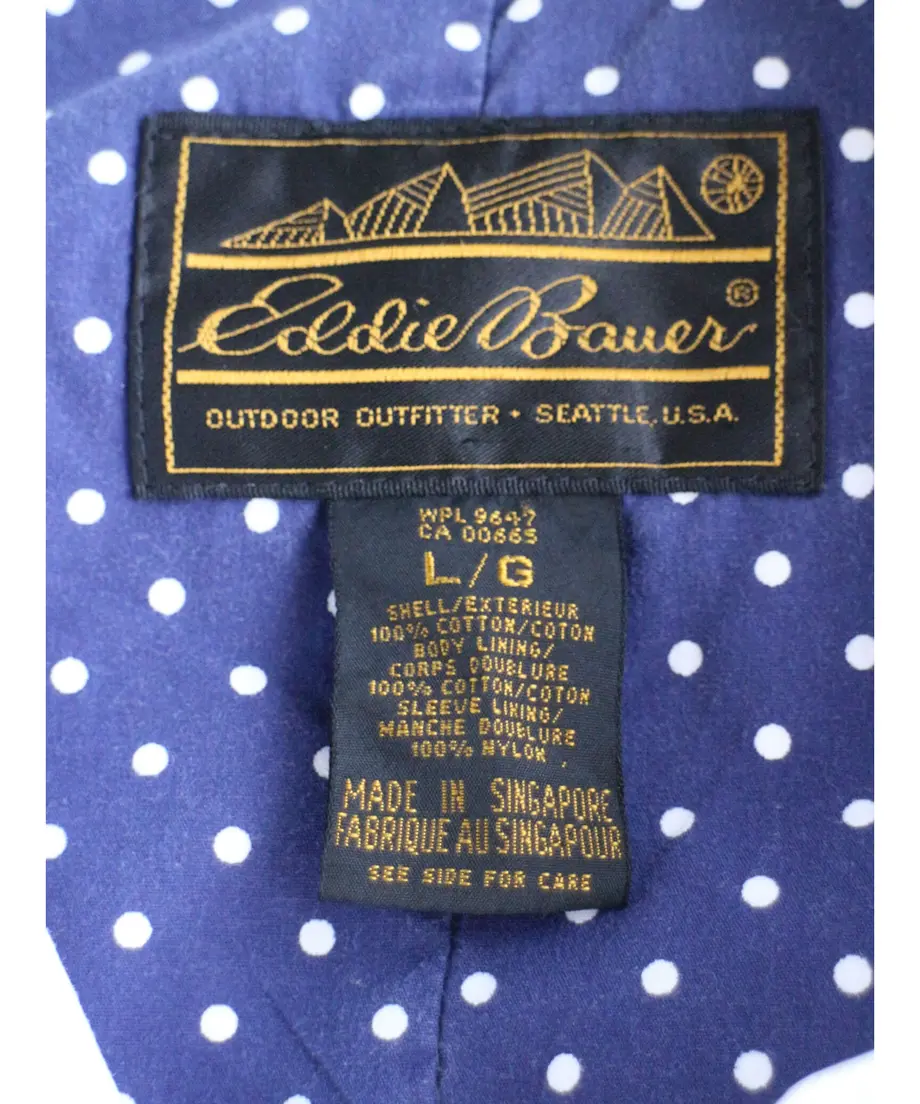 Eddie Bauer ®
OUTDOOR OUTFITTER • SEATTLE, U.S.A.
WPL 9647
CA 00665
L/G
SHELL/EXTERIEUR
100% COTTON/COTON
BODY LINING/
CORPS DOUBLURE
100% COTTON/COTON
SLEEVE LINING/
MANCHE DOUBLURE
100% NYLON
MADE IN SINGAPORE
FABRIQUE AU SINGAPOUR
SEE SIDE FOR CARE